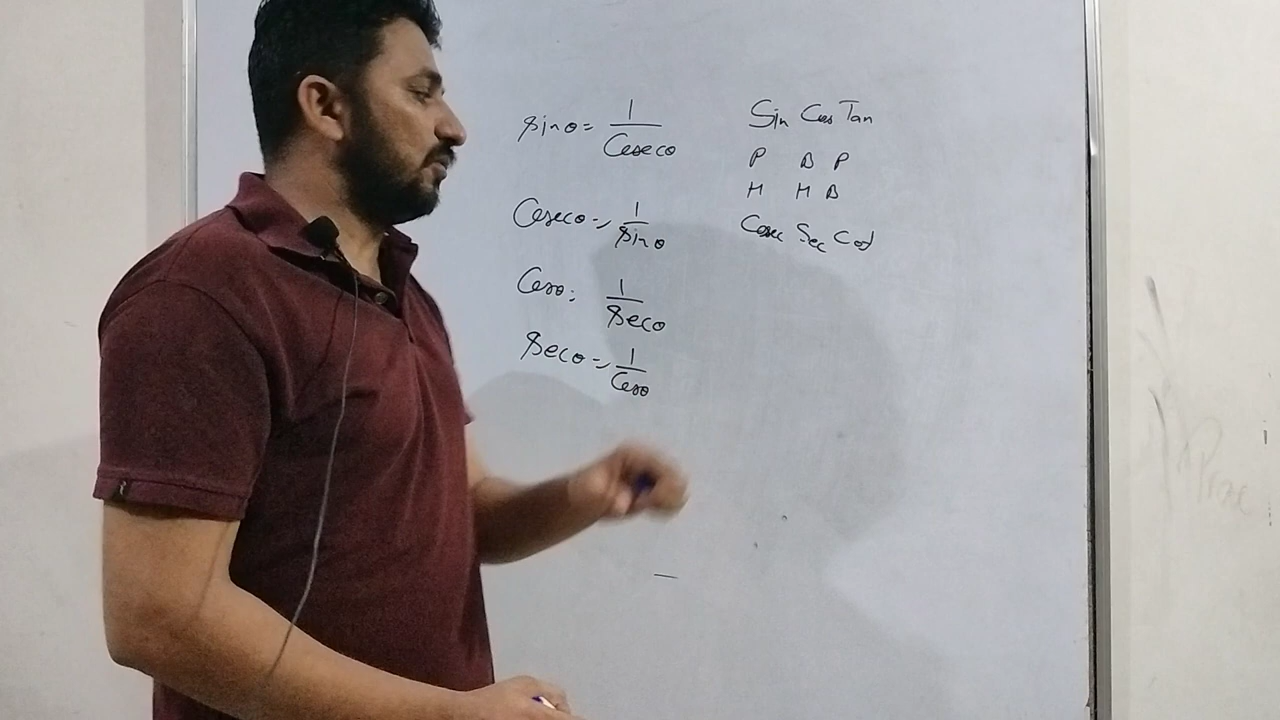 sinθ = 1/Cosecθ
Cosecθ = 1/sinθ
Cosθ = 1/secθ
secθ = 1/Cosθ
Sin Cos Tan
P B P
H H B
Cosec Sec Cot